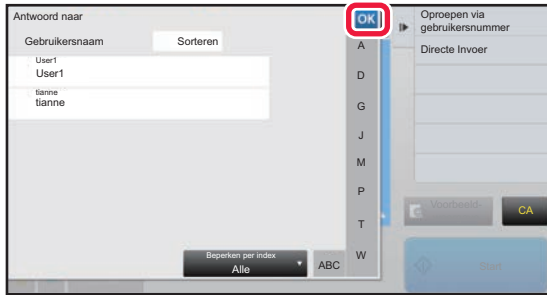 Antwoord naar
OK
Gebruikersnaam
Sorteren
User1
User1
tianne
tianne
A
D
G
J
M
P
T
W
Beperken per index
Alle
ABC
Oproepen via
gebruikersnummer
Directe Invoer
Voorbeeld-
CA
Start